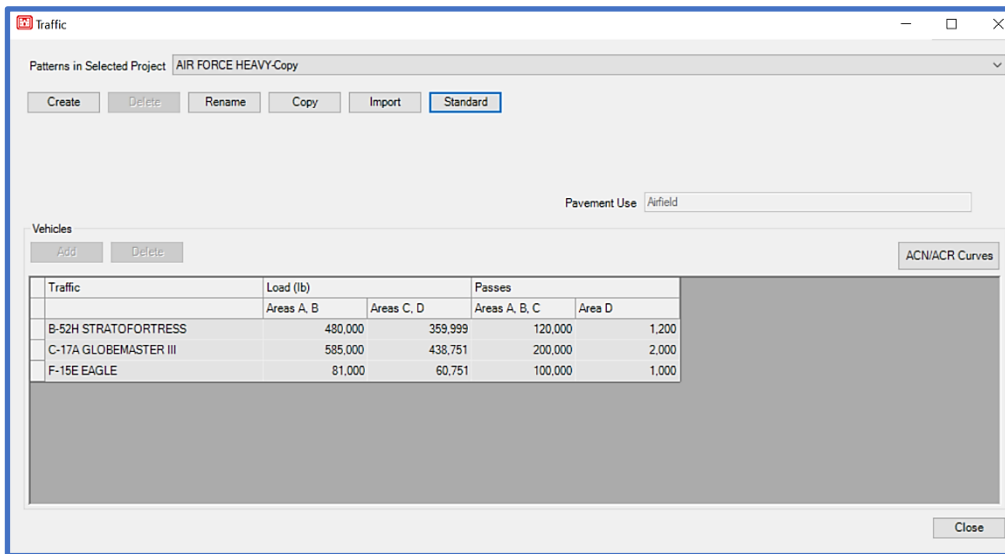 Traffic
Patterns in Selected Project AIR FORCE HEAVY-Copy
Create Delete Rename Copy Import Standard
Pavement Use Airfield
Vehicles
Add Delete ACN/ACR Curves
Traffic Load (lb) Passes
Areas A, B Areas C, D Areas A, B, C Area D
B-52H STRATOFORTRESS 480,000 359,999 120,000 1,200
C-17A GLOBEMASTER III 585,000 438,751 200,000 2,000
F-15E EAGLE 81,000 60,751 100,000 1,000
Close